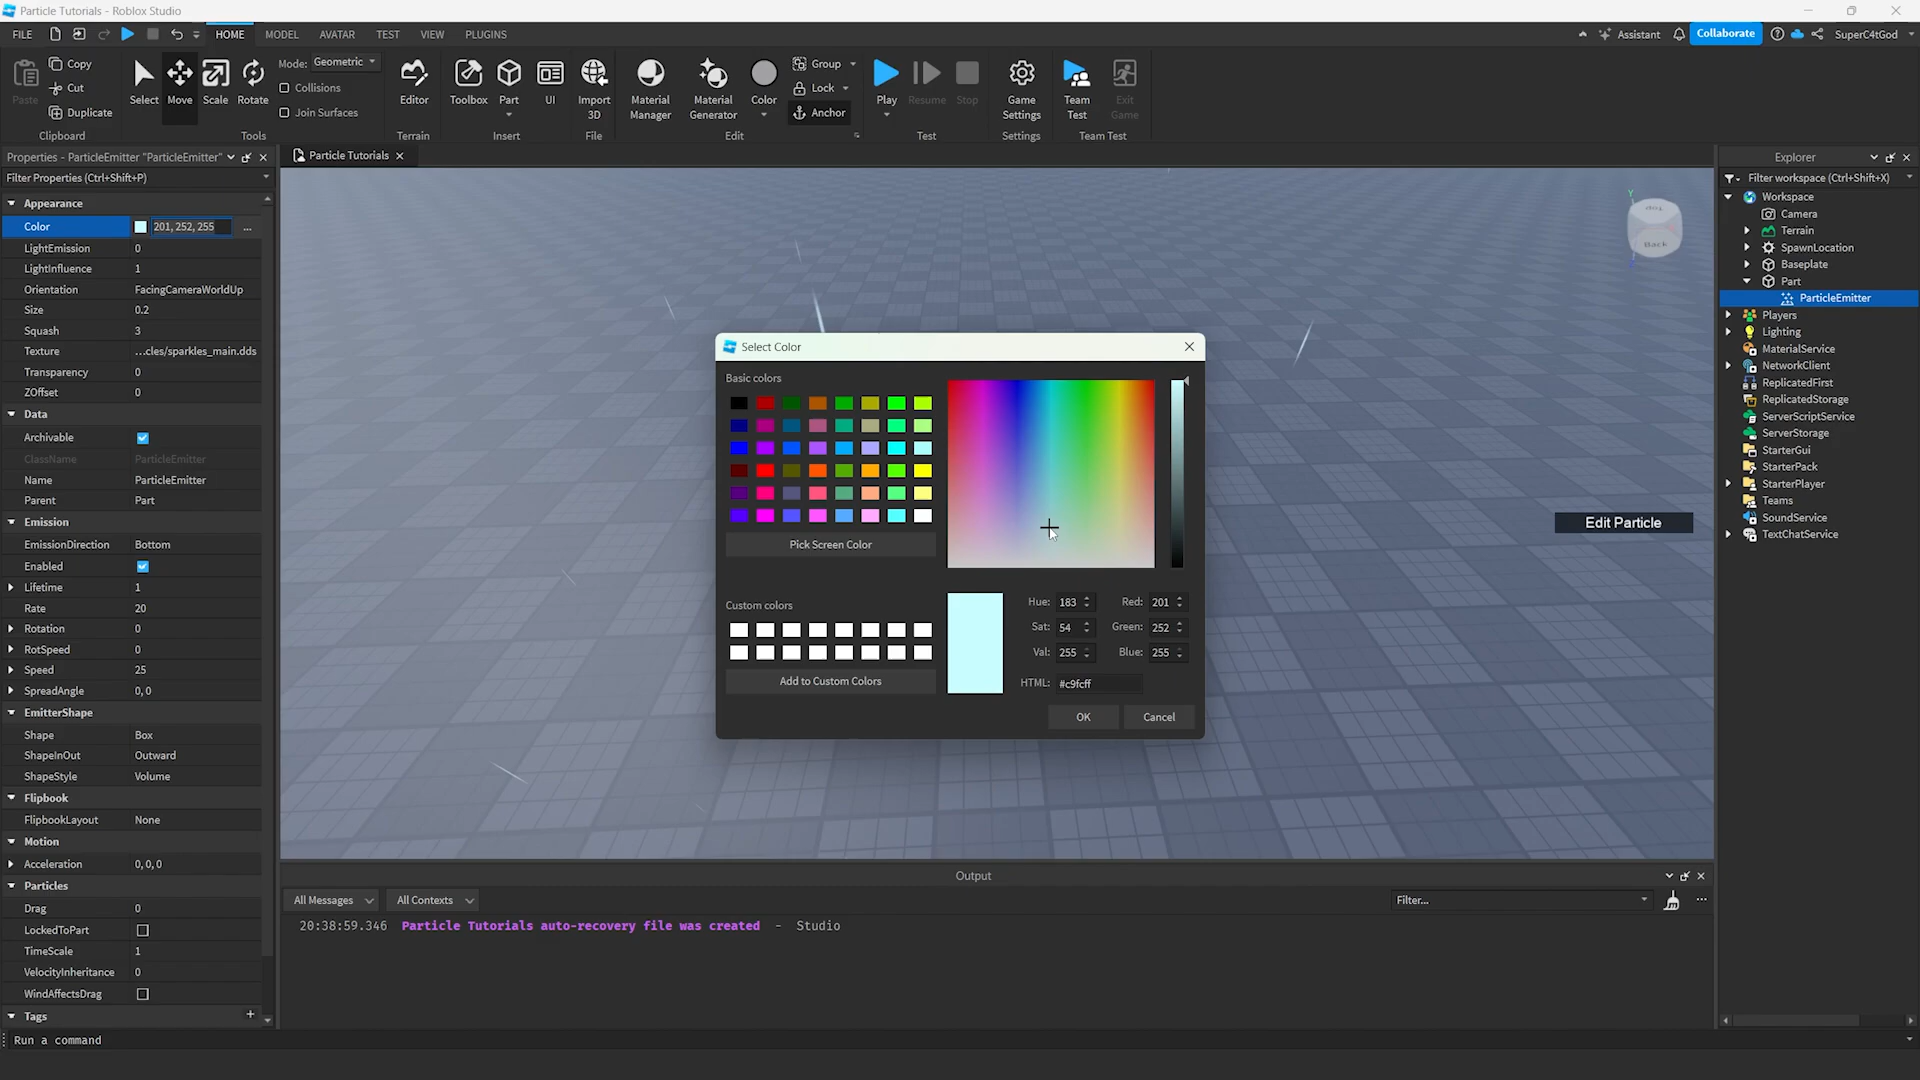 Particle Tutorials - Roblox Studio
FILE HOME MODEL AVATAR TEST VIEW PLUGINS Assistant Collaborate SuperC4tGod
Paste Copy Cut Duplicate
Clipboard
Select Move Scale Rotate
Mode: Geometric
Collisions
Join Surfaces
Tools
Editor
Terrain
Toolbox Part UI
Insert
Import 3D
File
Material Manager Material Generator Color
Group
Lock
Anchor
Edit
Play Resume Stop
Test
Game Settings
Settings
Team Test Exit Game
Team Test
Properties - ParticleEmitter "ParticleEmitter"
Filter Properties (Ctrl+Shift+P)
Appearance
Color 201, 252, 255 ...
LightEmission 0
LightInfluence 1
Orientation FacingCameraWorldUp
Size 0.2
Squash 3
Texture ...cles/sparkles_main.dds
Transparency 0
ZOffset 0
Data
Archivable
ClassName ParticleEmitter
Name ParticleEmitter
Parent Part
Emission
EmissionDirection Bottom
Enabled
Lifetime 1
Rate 20
Rotation 0
RotSpeed 0
Speed 25
SpreadAngle 0, 0
EmitterShape
Shape Box
ShapeInOut Outward
ShapeStyle Volume
Flipbook
FlipbookLayout None
Motion
Acceleration 0, 0, 0
Particles
Drag 0
LockedToPart
TimeScale 1
VelocityInheritance 0
WindAffectsDrag
Tags +
Run a command
Particle Tutorials
Y
Top
Back
Select Color
Basic colors
Pick Screen Color
Custom colors
Add to Custom Colors
Hue: 183 Red: 201
Sat: 54 Green: 252
Val: 255 Blue: 255
HTML: #c9fcff
OK Cancel
Edit Particle
Output
All Messages All Contexts Filter... ...
20:38:59.346 Particle Tutorials auto-recovery file was created - Studio
Explorer
Filter workspace (Ctrl+Shift+X)
Workspace
Camera
Terrain
SpawnLocation
Baseplate
Part
ParticleEmitter
Players
Lighting
MaterialService
NetworkClient
ReplicatedFirst
ReplicatedStorage
ServerScriptService
ServerStorage
StarterGui
StarterPack
StarterPlayer
Teams
SoundService
TextChatService